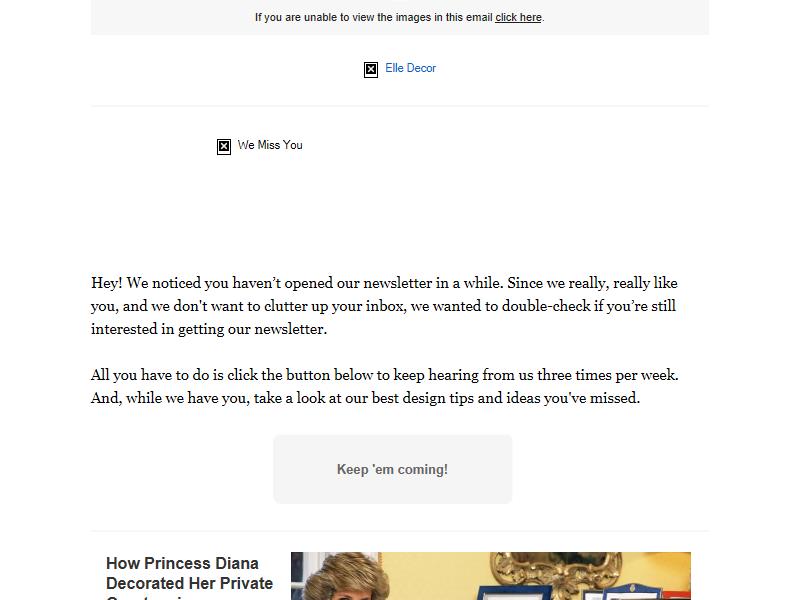 If you are unable to view the images in this email click here.
Elle Decor
We Miss You
Hey! We noticed you haven’t opened our newsletter in a while. Since we really, really like
you, and we don't want to clutter up your inbox, we wanted to double-check if you’re still
interested in getting our newsletter.
All you have to do is click the button below to keep hearing from us three times per week.
And, while we have you, take a look at our best design tips and ideas you've missed.
Keep 'em coming!
How Princess Diana
Decorated Her Private